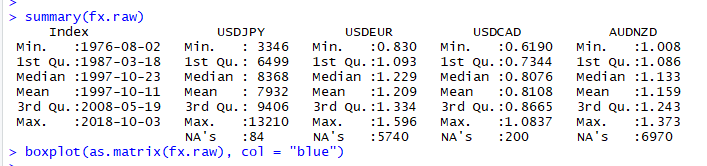 >
> summary(fx.raw)
Index USDJPY USDEUR USDCAD AUDNZD
Min. :1976-08-02 Min. : 3346 Min. :0.830 Min. :0.6190 Min. :1.008
1st Qu.:1987-03-18 1st Qu.: 6499 1st Qu.:1.093 1st Qu.:0.7344 1st Qu.:1.086
Median :1997-10-23 Median : 8368 Median :1.229 Median :0.8076 Median :1.133
Mean :1997-10-11 Mean : 7932 Mean :1.209 Mean :0.8108 Mean :1.159
3rd Qu.:2008-05-19 3rd Qu.: 9406 3rd Qu.:1.334 3rd Qu.:0.8665 3rd Qu.:1.243
Max. :2018-10-03 Max. :13210 Max. :1.596 Max. :1.0837 Max. :1.373
NA's :84 NA's :5740 NA's :200 NA's :6970
> boxplot(as.matrix(fx.raw), col = "blue")